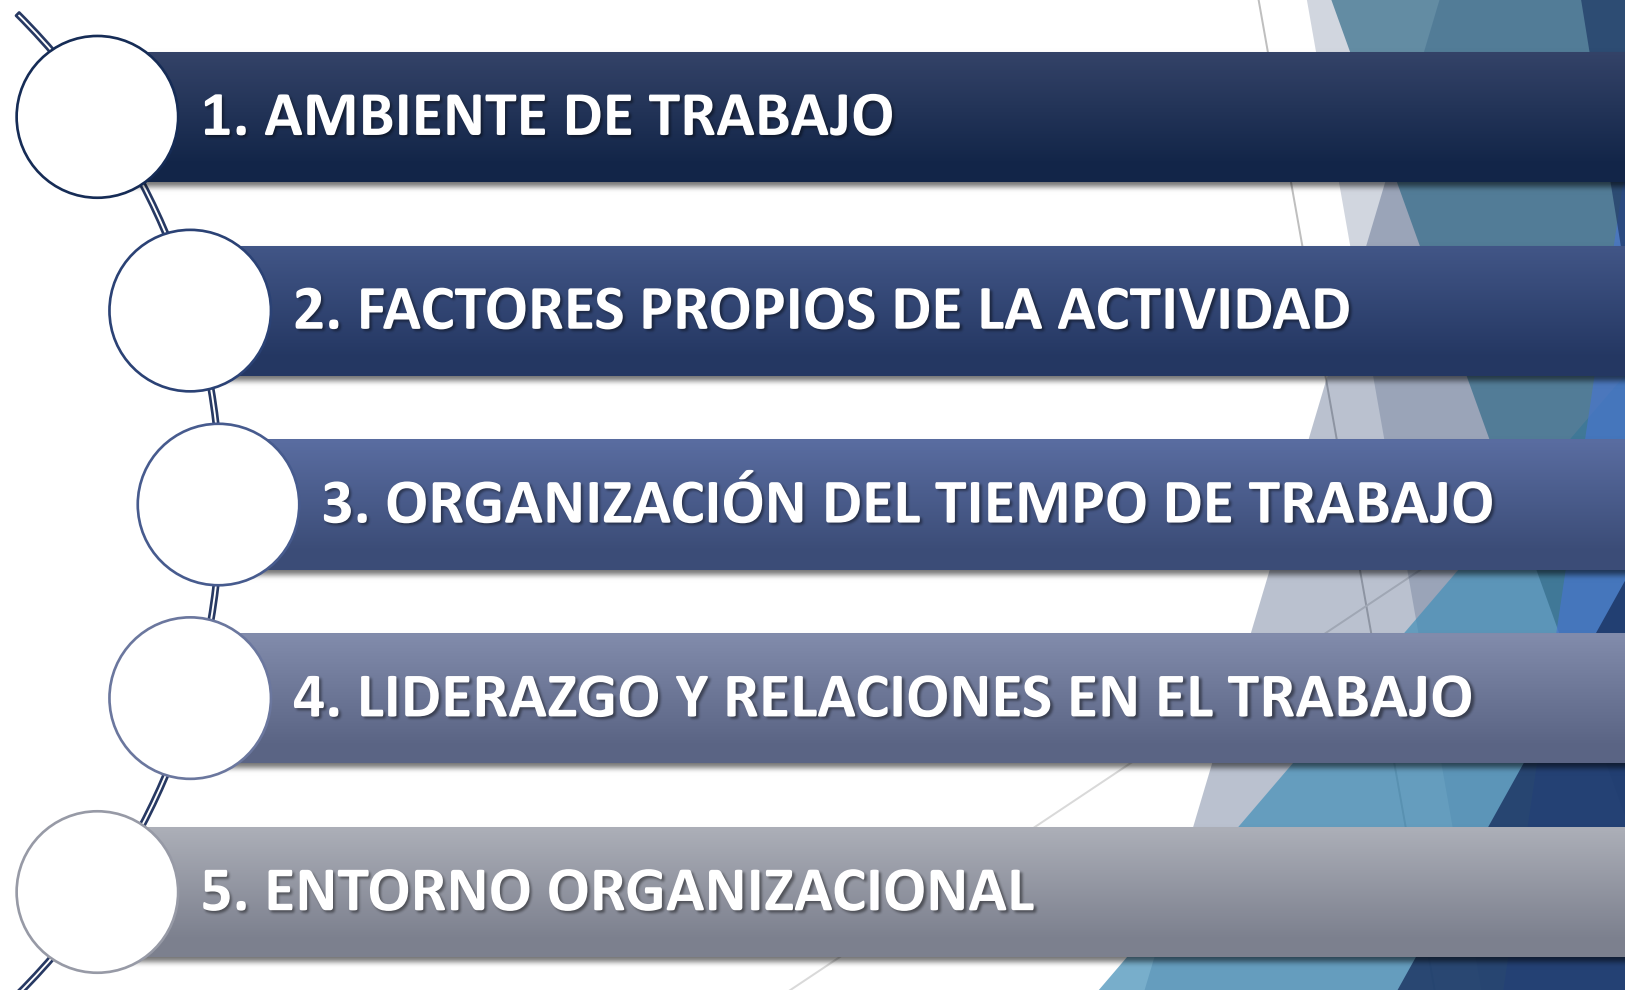 1. AMBIENTE DE TRABAJO
2. FACTORES PROPIOS DE LA ACTIVIDAD
3. ORGANIZACIÓN DEL TIEMPO DE TRABAJO
4. LIDERAZGO Y RELACIONES EN EL TRABAJO
5. ENTORNO ORGANIZACIONAL